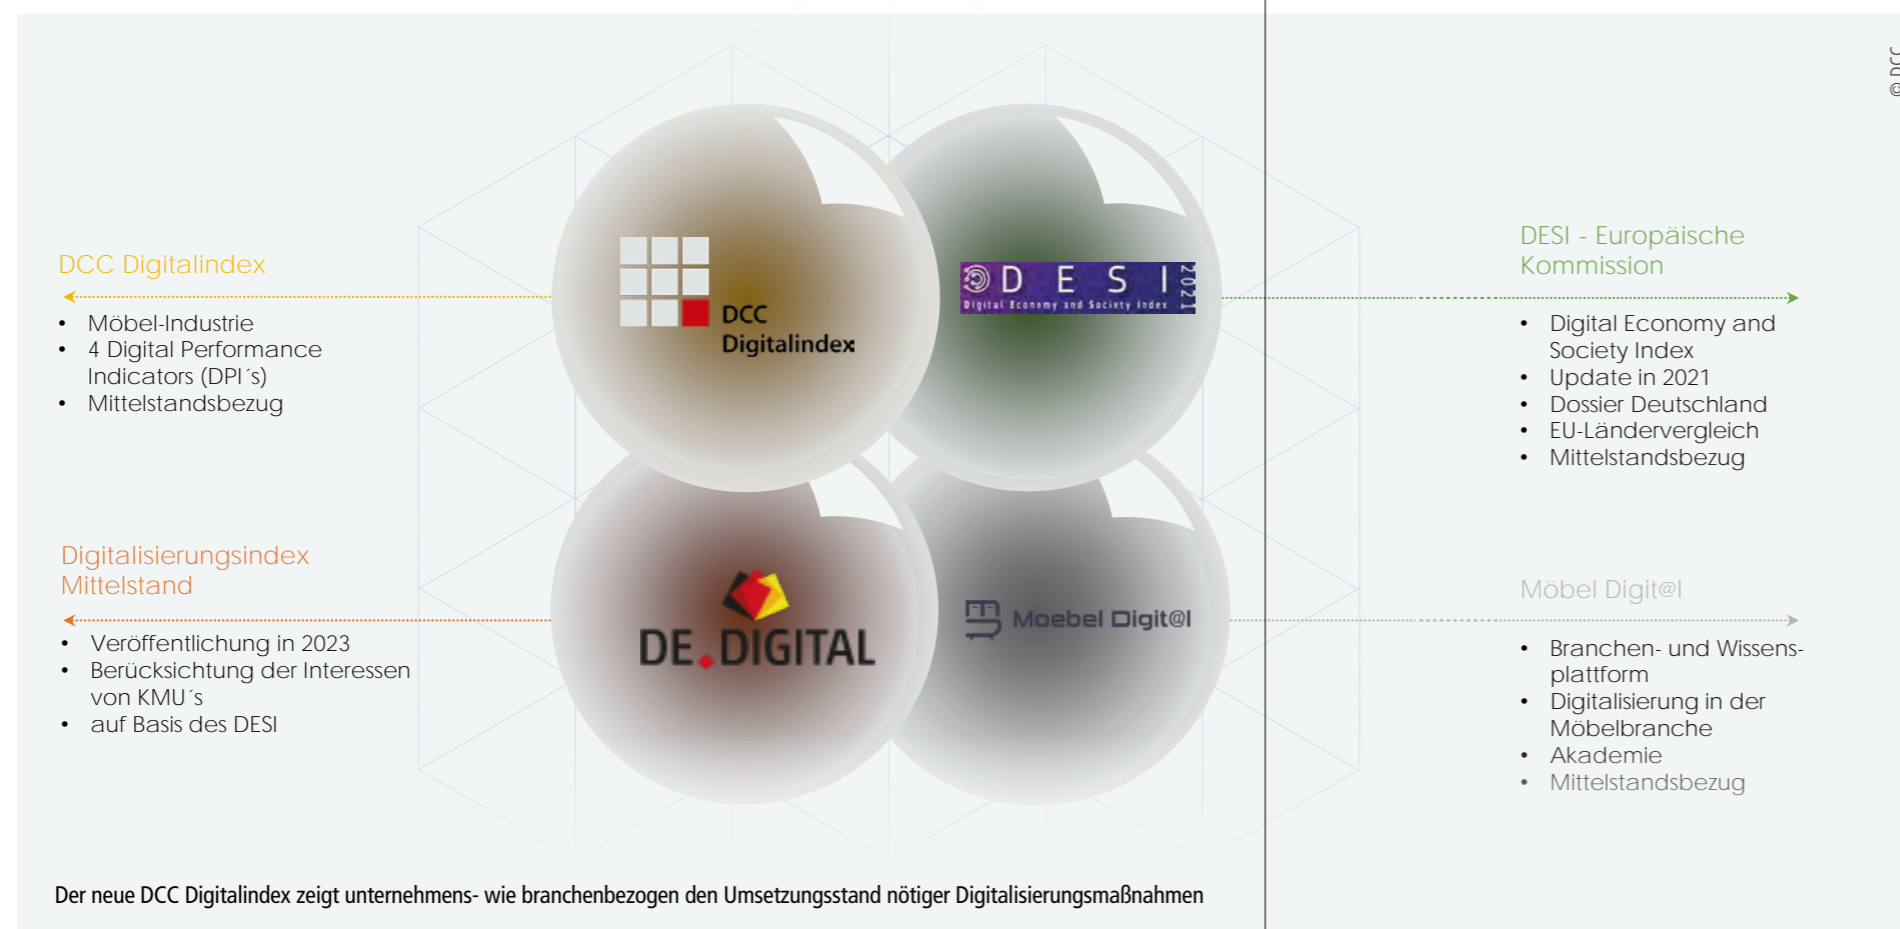 © DCC
DCC Digitalindex
• Möbel-Industrie
• 4 Digital Performance
Indicators (DPI´s)
• Mittelstandsbezug
Digitalisierungsindex
Mittelstand
• Veröffentlichung in 2023
• Berücksichtung der Interessen
von KMU´s
• auf Basis des DESI
DCC
Digitalindex
DESI 2021
Digital Economy and Society Index
DE.DIGITAL
Moebel Digit@l
DESI - Europäische
Kommission
• Digital Economy and
Society Index
• Update in 2021
• Dossier Deutschland
• EU-Ländervergleich
• Mittelstandsbezug
Möbel Digit@l
• Branchen- und Wissens-
plattform
• Digitalisierung in der
Möbelbranche
• Akademie
• Mittelstandsbezug
Der neue DCC Digitalindex zeigt unternehmens- wie branchenbezogen den Umsetzungsstand nötiger Digitalisierungsmaßnahmen